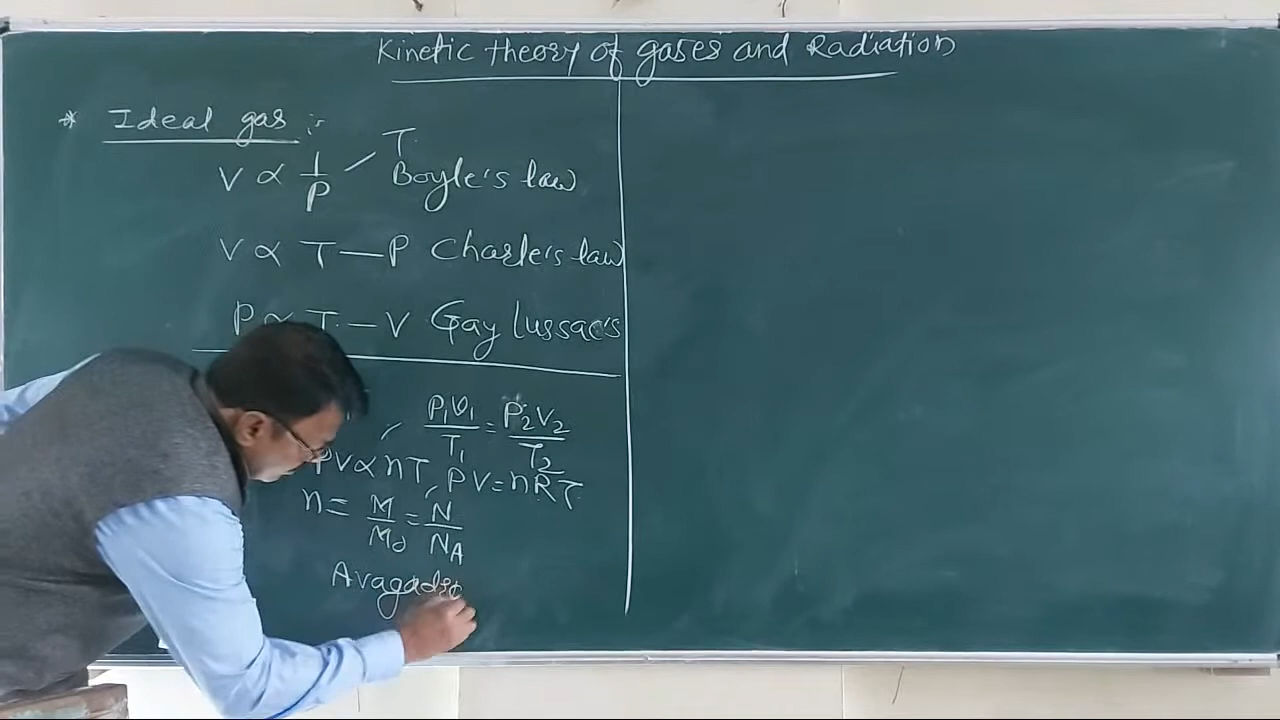 Kinetic theory of gases and Radiation
* Ideal gas :-
V ∝ 1/P / T Boyle's law
V ∝ T — P Charle's law
P ∝ T — V Gay lussac's
P₁V₁/T₁ = P₂V₂/T₂
PV ∝ nT, PV = nRT
n = M/M₀ = N/N_A
Avagadro